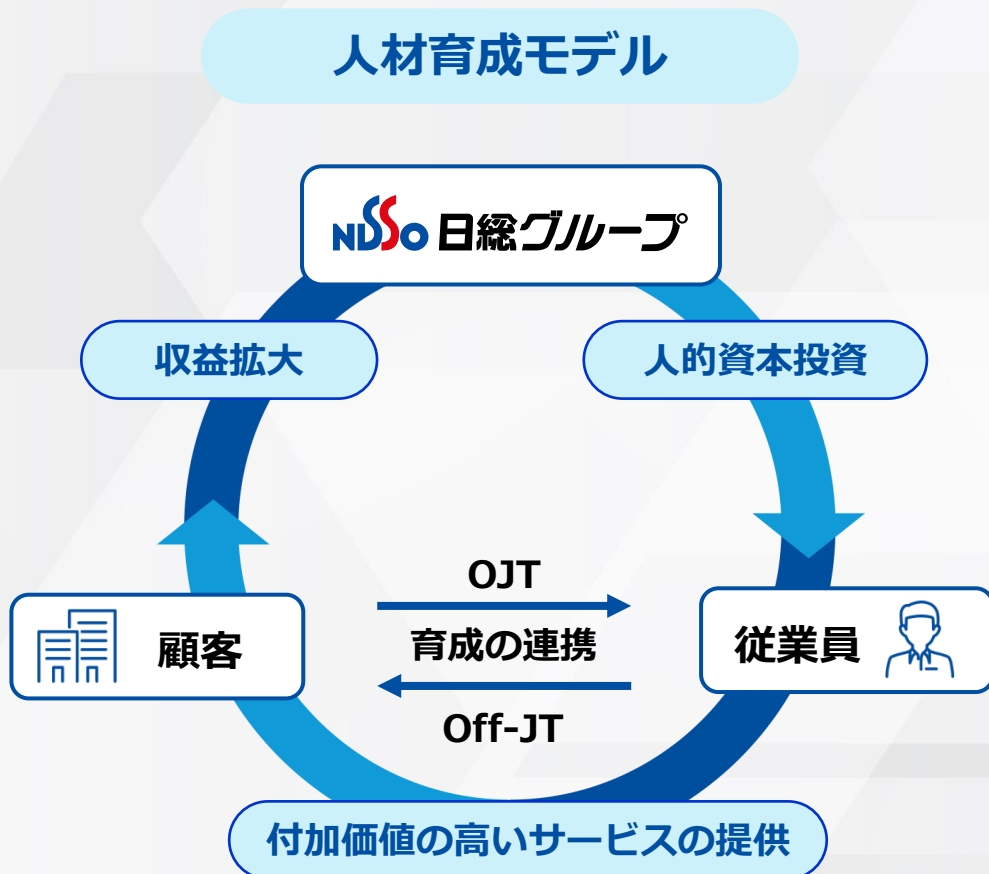 人材育成モデル
NISSO 日総グループ
収益拡大
人的資本投資
OJT
顧客
育成の連携
従業員
Off-JT
付加価値の高いサービスの提供